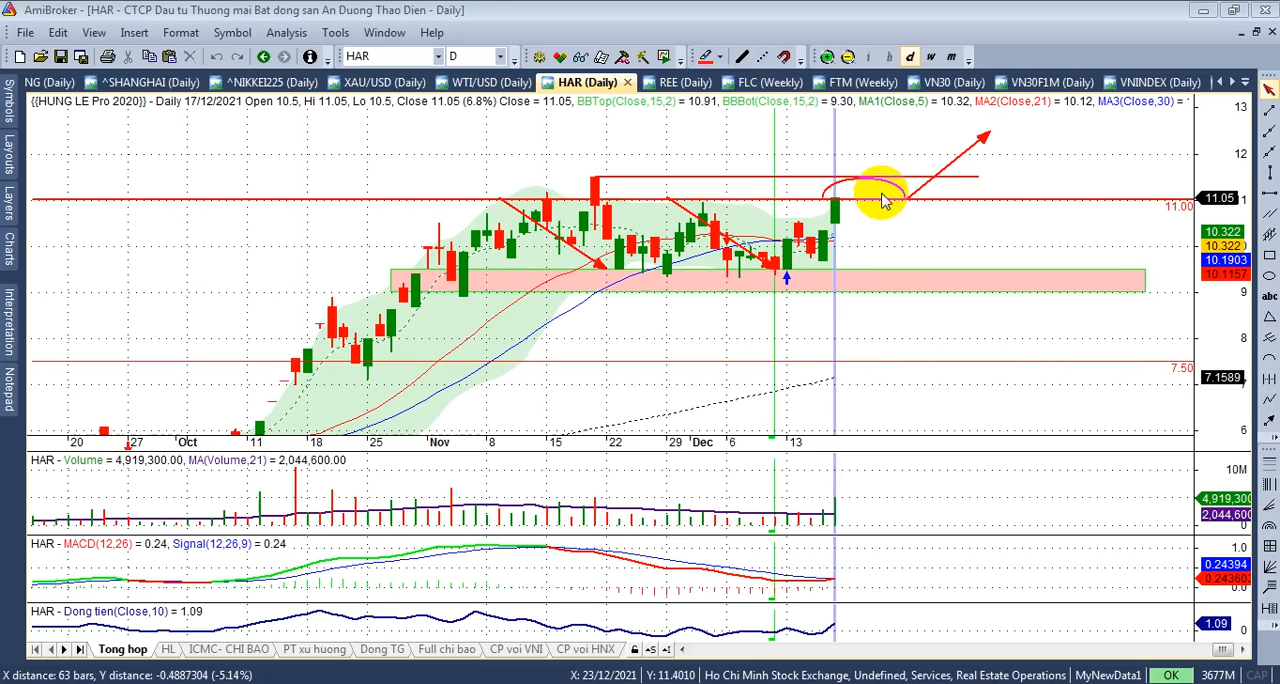 AmiBroker - [HAR - CTCP Dau tu Thuong mai Bat dong san An Duong Thao Dien - Daily]
File Edit View Insert Format Symbol Analysis Tools Window Help
HAR D d w m
NG (Daily) ^SHANGHAI (Daily) ^NIKKEI225 (Daily) XAU/USD (Daily) WTI/USD (Daily) HAR (Daily) REE (Daily) FLC (Weekly) FTM (Weekly) VN30 (Daily) VN30F1M (Daily) VNINDEX (Daily)
Symbols
Layouts
Charts
Interpretation
Notepad
{{HUNG LE Pro 2020}} - Daily 17/12/2021 Open 10.5, Hi 11.05, Lo 10.5, Close 11.05 (6.8%) Close = 11.05, BBTop(Close,15,2) = 10.91, BBBot(Close,15,2) = 9.30, MA1(Close,5) = 10.32, MA2(Close,21) = 10.12, MA3(Close,30) =
13
12
11.05
11.00
10.322
10.322
10.1903
10.1157
9
8
7.50
7.1589
6
20 27 Oct 11 18 25 Nov 8 15 22 29 Dec 6 13
abc
HAR - Volume = 4,919,300.00, MA(Volume,21) = 2,044,600.00
10M
4,919,300
2,044,600
HAR - MACD(12,26) = 0.24, Signal(12,26,9) = 0.24
1.0
0.24394
0.243603
0.0
HAR - Dong tien(Close,10) = 1.09
1.09
0
Tong hop HL ICMC- CHI BAO PT xu huong Dong TG Full chi bao CP voi VNI CP voi HNX
X distance: 63 bars, Y distance: -0.4887304 (-5.14%) X: 23/12/2021 Y: 11.4010 Ho Chi Minh Stock Exchange, Undefined, Services, Real Estate Operations MyNewData1 OK 3677M CAP